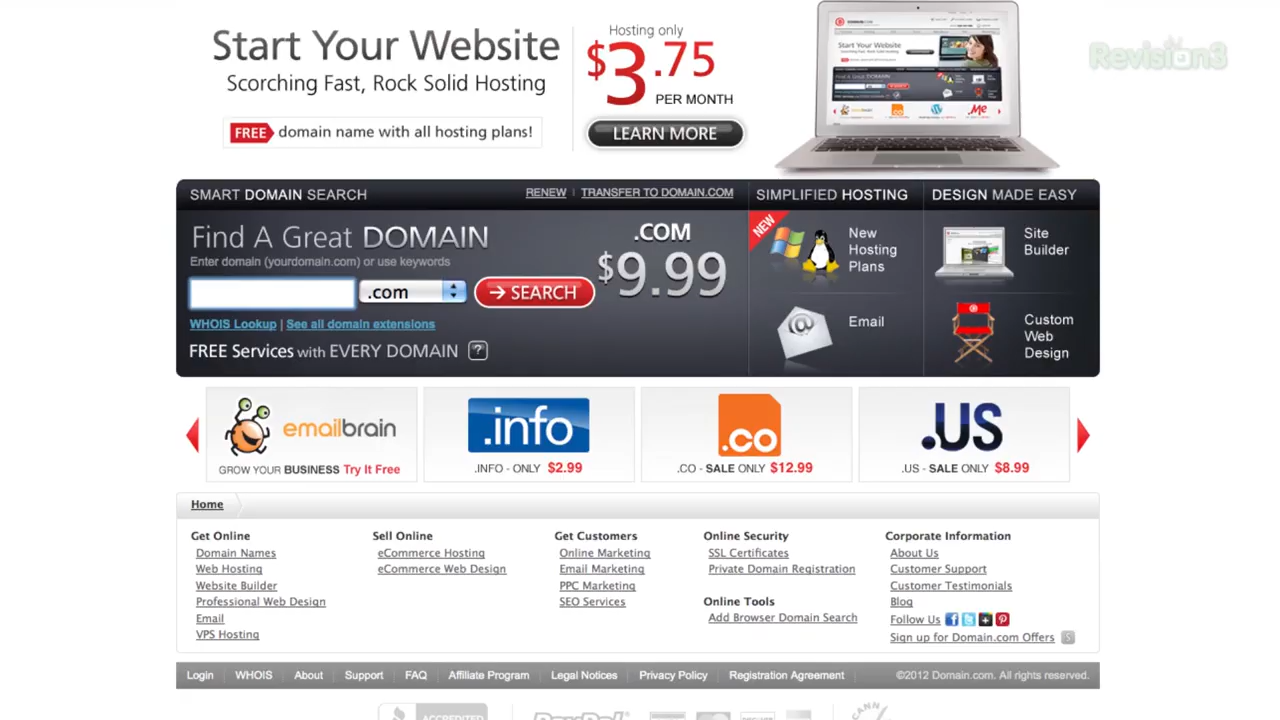 Start Your Website
Scorching Fast, Rock Solid Hosting
FREE domain name with all hosting plans!
Hosting only
$3.75
PER MONTH
LEARN MORE
Revision3
SMART DOMAIN SEARCH
RENEW | TRANSFER TO DOMAIN.COM
Find A Great DOMAIN
Enter domain (yourdomain.com) or use keywords
.com
SEARCH
.COM
$9.99
WHOIS Lookup | See all domain extensions
FREE Services with EVERY DOMAIN ?
SIMPLIFIED HOSTING
NEW
New
Hosting
Plans
Email
DESIGN MADE EASY
Site
Builder
Custom
Web
Design
emailbrain
GROW YOUR BUSINESS Try It Free
.info
.INFO - ONLY $2.99
.co
.CO - SALE ONLY $12.99
.US
.US - SALE ONLY $8.99
Home
Get Online
Domain Names
Web Hosting
Website Builder
Professional Web Design
Email
VPS Hosting
Sell Online
eCommerce Hosting
eCommerce Web Design
Get Customers
Online Marketing
Email Marketing
PPC Marketing
SEO Services
Online Security
SSL Certificates
Private Domain Registration
Online Tools
Add Browser Domain Search
Corporate Information
About Us
Customer Support
Customer Testimonials
Blog
Follow Us
Sign up for Domain.com Offers
Login WHOIS About Support FAQ Affiliate Program Legal Notices Privacy Policy Registration Agreement ©2012 Domain.com. All rights reserved.
ACCREDITED
PayPal